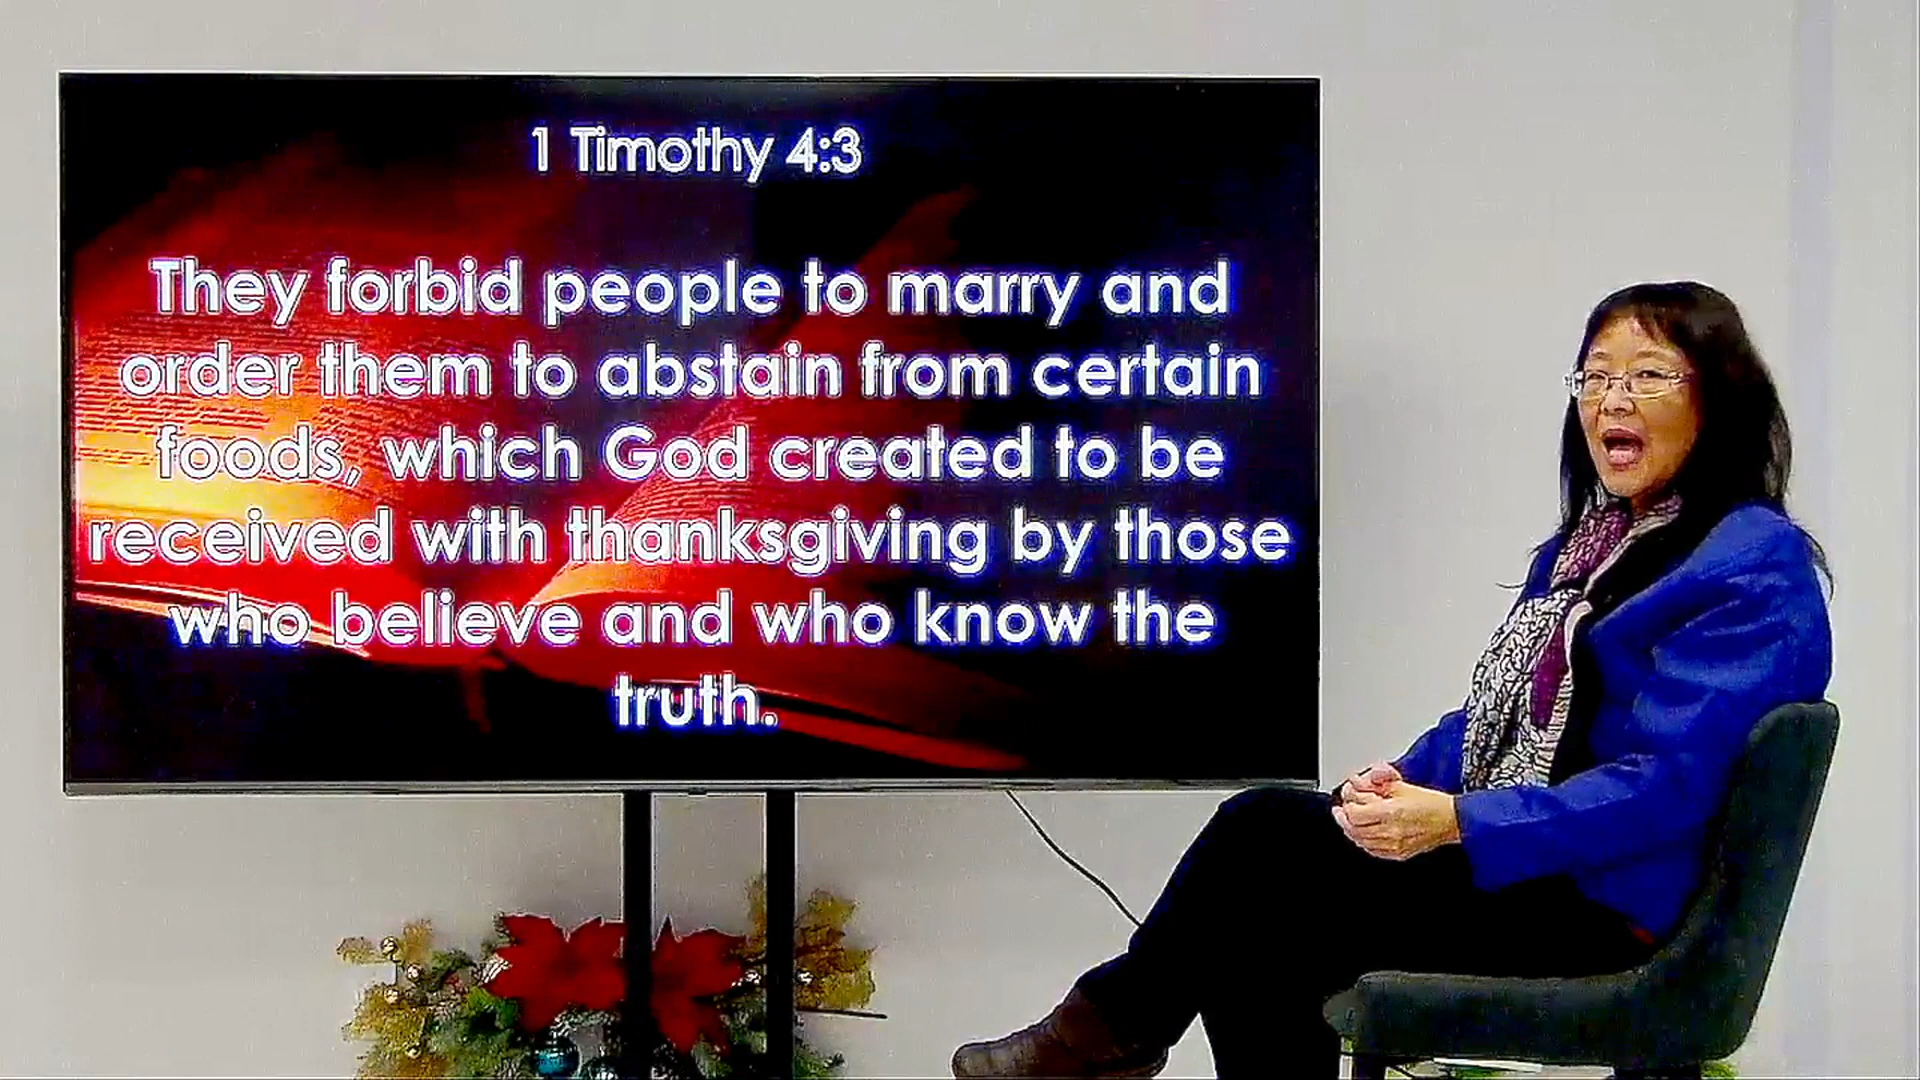 1 Timothy 4:3
They forbid people to marry and
order them to abstain from certain
foods, which God created to be
received with thanksgiving by those
who believe and who know the
truth.